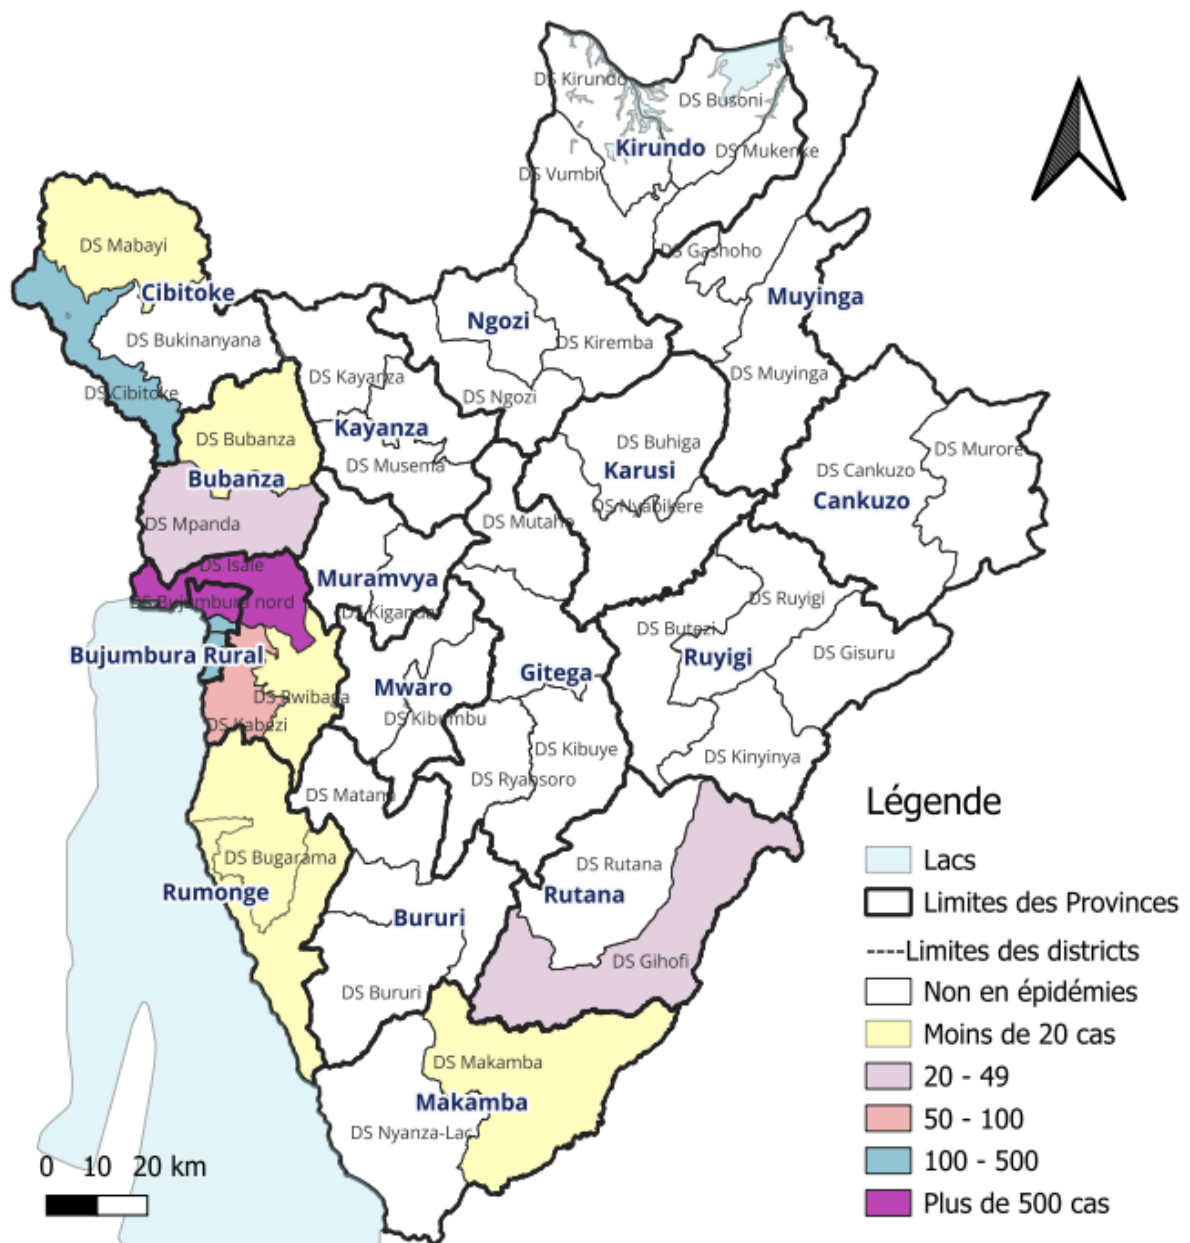 DS Kirundo
DS Busoni
Kirundo
DS Mukenke
DS Vumbi
DS Mabayi
DS Gashoho
Cibitoke
Muyinga
Ngozi
DS Bukinanyana
DS Kiremba
DS Kayanza
DS Muyinga
DS Cibitoke
DS Ngozi
Kayanza
DS Bubanza
DS Buhiga
DS Murore
DS Musema
Karusi
DS Cankuzo
Bubanza
Cankuzo
DS Nyabikere
DS Mpanda
DS Mutaho
DS Isale
Muramvya
DS Ruyigi
DS Bujumbura nord
DS Kiganda
DS Butezi
Bujumbura Rural
Ruyigi
DS Gisuru
Gitega
Mwaro
DS Rwibaga
DS Kibumbu
DS Kabezi
DS Kibuye
DS Kinyinya
DS Ryansoro
DS Matana
DS Bugarama
DS Rutana
Rumonge
Rutana
Bururi
DS Gihofi
DS Bururi
DS Makamba
Makamba
DS Nyanza-Lac
Légende
Lacs
Limites des Provinces
----Limites des districts
Non en épidémies
Moins de 20 cas
20 - 49
50 - 100
100 - 500
Plus de 500 cas
0 10 20 km